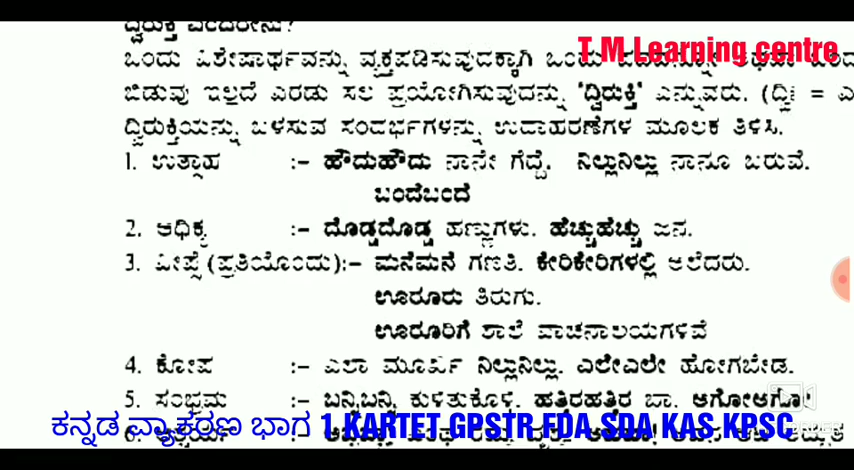 ದ್ವಿರುಕ್ತಿ ಎಂದರೇನು?
T M Learning centre
ಒಂದು ವಿಶೇಷಾರ್ಥವನ್ನು ವ್ಯಕ್ತಪಡಿಸುವುದಕ್ಕಾಗಿ ಒಂದು
ಬಿಡುವು ಇಲ್ಲದೆ ಎರಡು ಸಲ ಪ್ರಯೋಗಿಸುವುದನ್ನು 'ದ್ವಿರುಕ್ತಿ' ಎನ್ನುವರು. (ದ್ವಿ =
ದ್ವಿರುಕ್ತಿಯನ್ನು ಬಳಸುವ ಸಂದರ್ಭಗಳನ್ನು ಉದಾಹರಣೆಗಳ ಮೂಲಕ ತಿಳಿಸಿ.
1. ಉತ್ಸಾಹ :- ಹೌದುಹೌದು ನಾನೇ ಗೆದ್ದೆ. ನಿಲ್ಲುನಿಲ್ಲು ನಾನೂ ಬರುವೆ.
ಬಂದೆಬಂದೆ
2. ಆಧಿಕ್ಯ :- ದೊಡ್ಡದೊಡ್ಡ ಹಣ್ಣುಗಳು. ಹೆಚ್ಚುಹೆಚ್ಚು ಜನ.
3. ವೀಪ್ಸೆ (ಪ್ರತಿಯೊಂದು) :- ಮನೆಮನೆ ಗಣತಿ. ಕೇರಿಕೇರಿಗಳಲ್ಲಿ ಅಲೆದರು.
ಊರೂರು ತಿರುಗು.
ಊರೂರಿಗೆ ಶಾಲೆ ವಾಚನಾಲಯಗಳಿವೆ
4. ಕೋಪ :- ಎಲಾ ಮೂರ್ಖ ನಿಲ್ಲುನಿಲ್ಲು. ಎಲೇಎಲೇ ಹೋಗಬೇಡ.
5. ಸಂಭ್ರಮ :- ಬನ್ನಿಬನ್ನಿ ಕುಳಿತುಕೊಳ್ಳಿ. ಹತ್ತಿರಹತ್ತಿರ ಬಾ. ಅಗೋಅಗೋ!
ಕನ್ನಡ ವ್ಯಾಕರಣ ಭಾಗ 1 KARTET GPSTR FDA SDA KAS KPSC